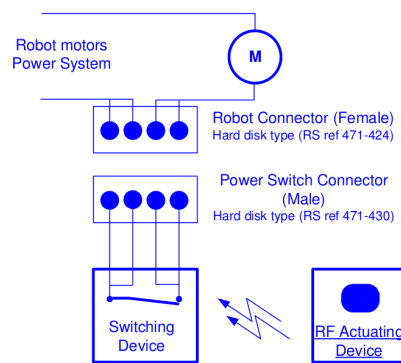 Robot motors
Power System
M
Robot Connector (Female)
Hard disk type (RS ref 471-424)
Power Switch Connector
(Male)
Hard disk type (RS ref 471-430)
Switching
Device
RF Actuating
Device